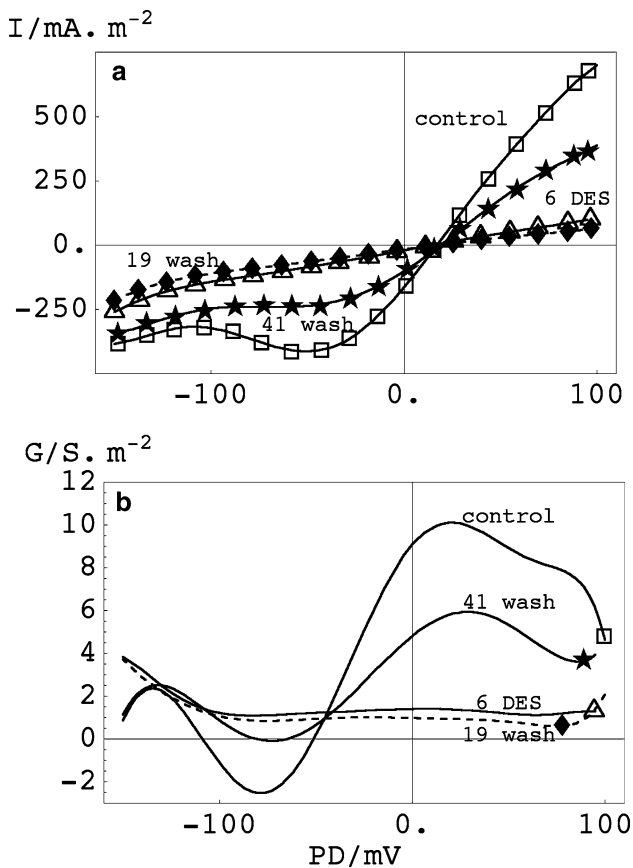 I/mA.m-2
a
500
250
0.
-250
control
6 DES
19 wash
41 wash
-100 0. 100
G/S.m-2
b
12
10
8
6
4
2
0
-2
control
41 wash
6 DES
19 wash
-100 0. 100
PD/mV